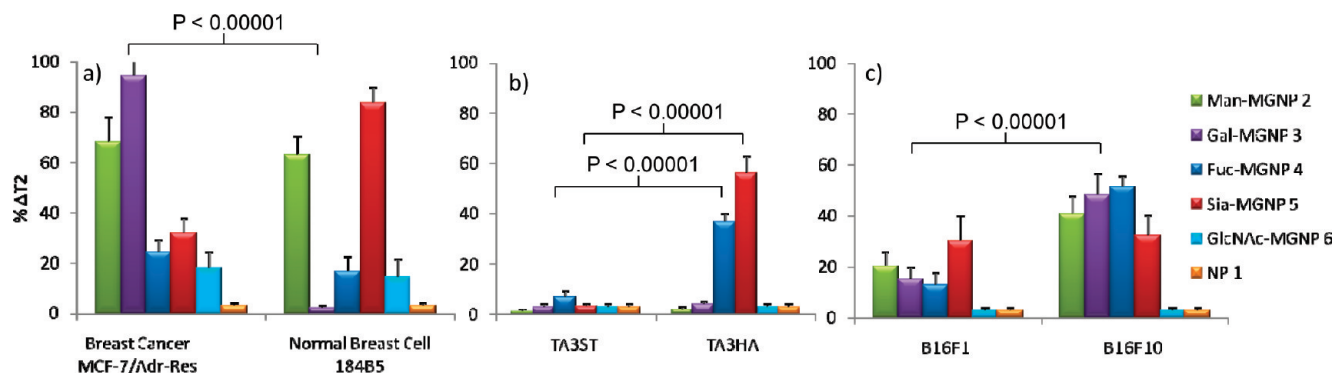 P < 0.00001
a)
100
80
60
40
20
0
%ΔT2
Breast Cancer
MCF-7/Λdr-Res
Normal Breast Cell
184B5
b)
100
80
60
40
20
0
P < 0.00001
P < 0.00001
TA3ST
TA3HA
c)
100
80
60
40
20
0
P < 0.00001
B16F1
B16F10
Man-MGNP 2
Gal-MGNP 3
Fuc-MGNP 4
Sia-MGNP 5
GlcNΛc-MGNP 6
NP 1